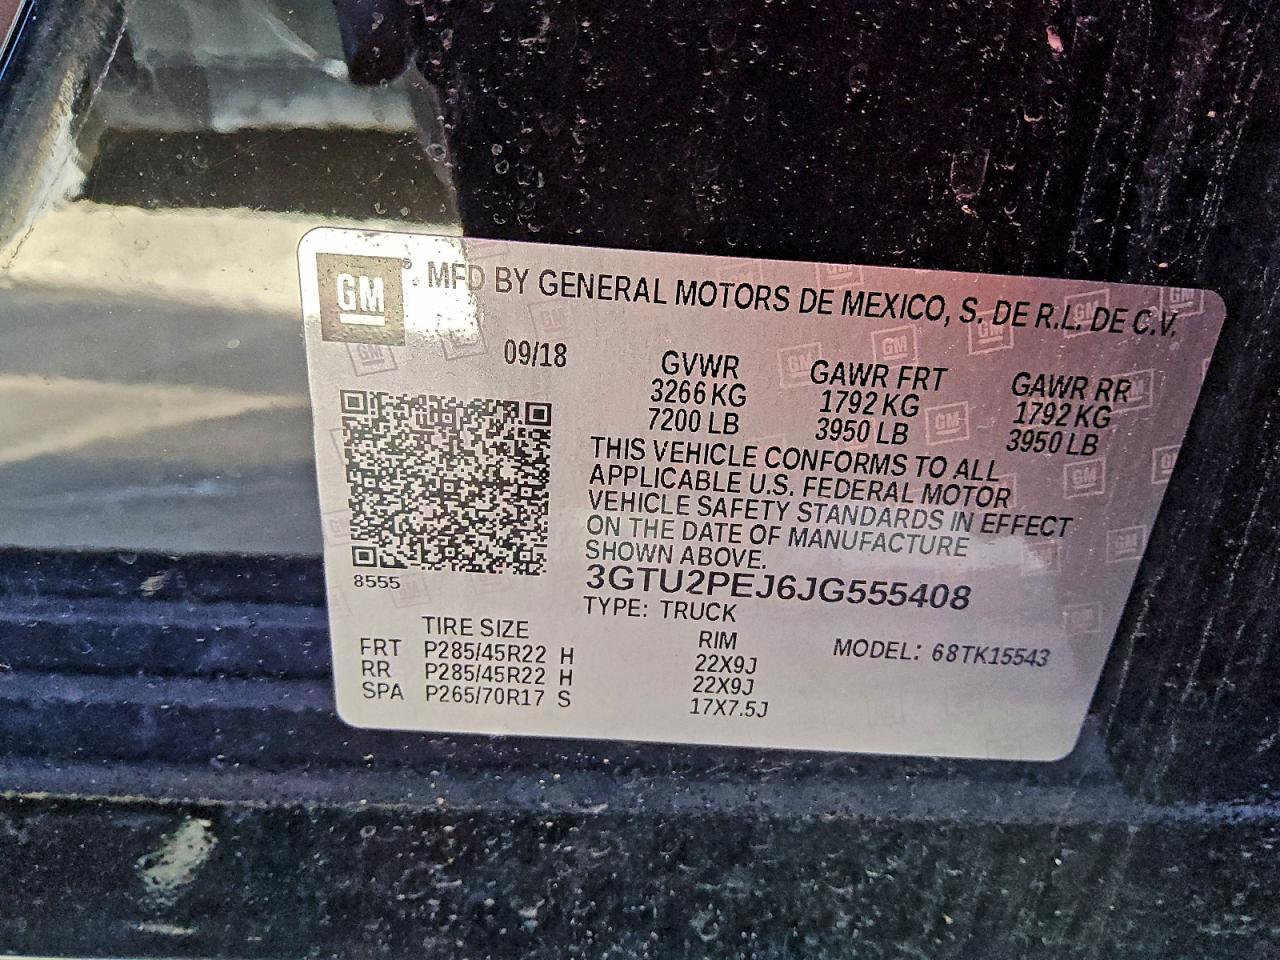 GM ® MFD BY GENERAL MOTORS DE MEXICO, S. DE R.L. DE C.V.
09/18
GVWR GAWR FRT GAWR RR
3266 KG 1792 KG 1792 KG
7200 LB 3950 LB 3950 LB
THIS VEHICLE CONFORMS TO ALL
APPLICABLE U.S. FEDERAL MOTOR
VEHICLE SAFETY STANDARDS IN EFFECT
ON THE DATE OF MANUFACTURE
SHOWN ABOVE.
8555
3GTU2PEJ6JG555408
TYPE: TRUCK
TIRE SIZE RIM MODEL: 68TK15543
FRT P285/45R22 H 22X9J
RR P285/45R22 H 22X9J
SPA P265/70R17 S 17X7.5J